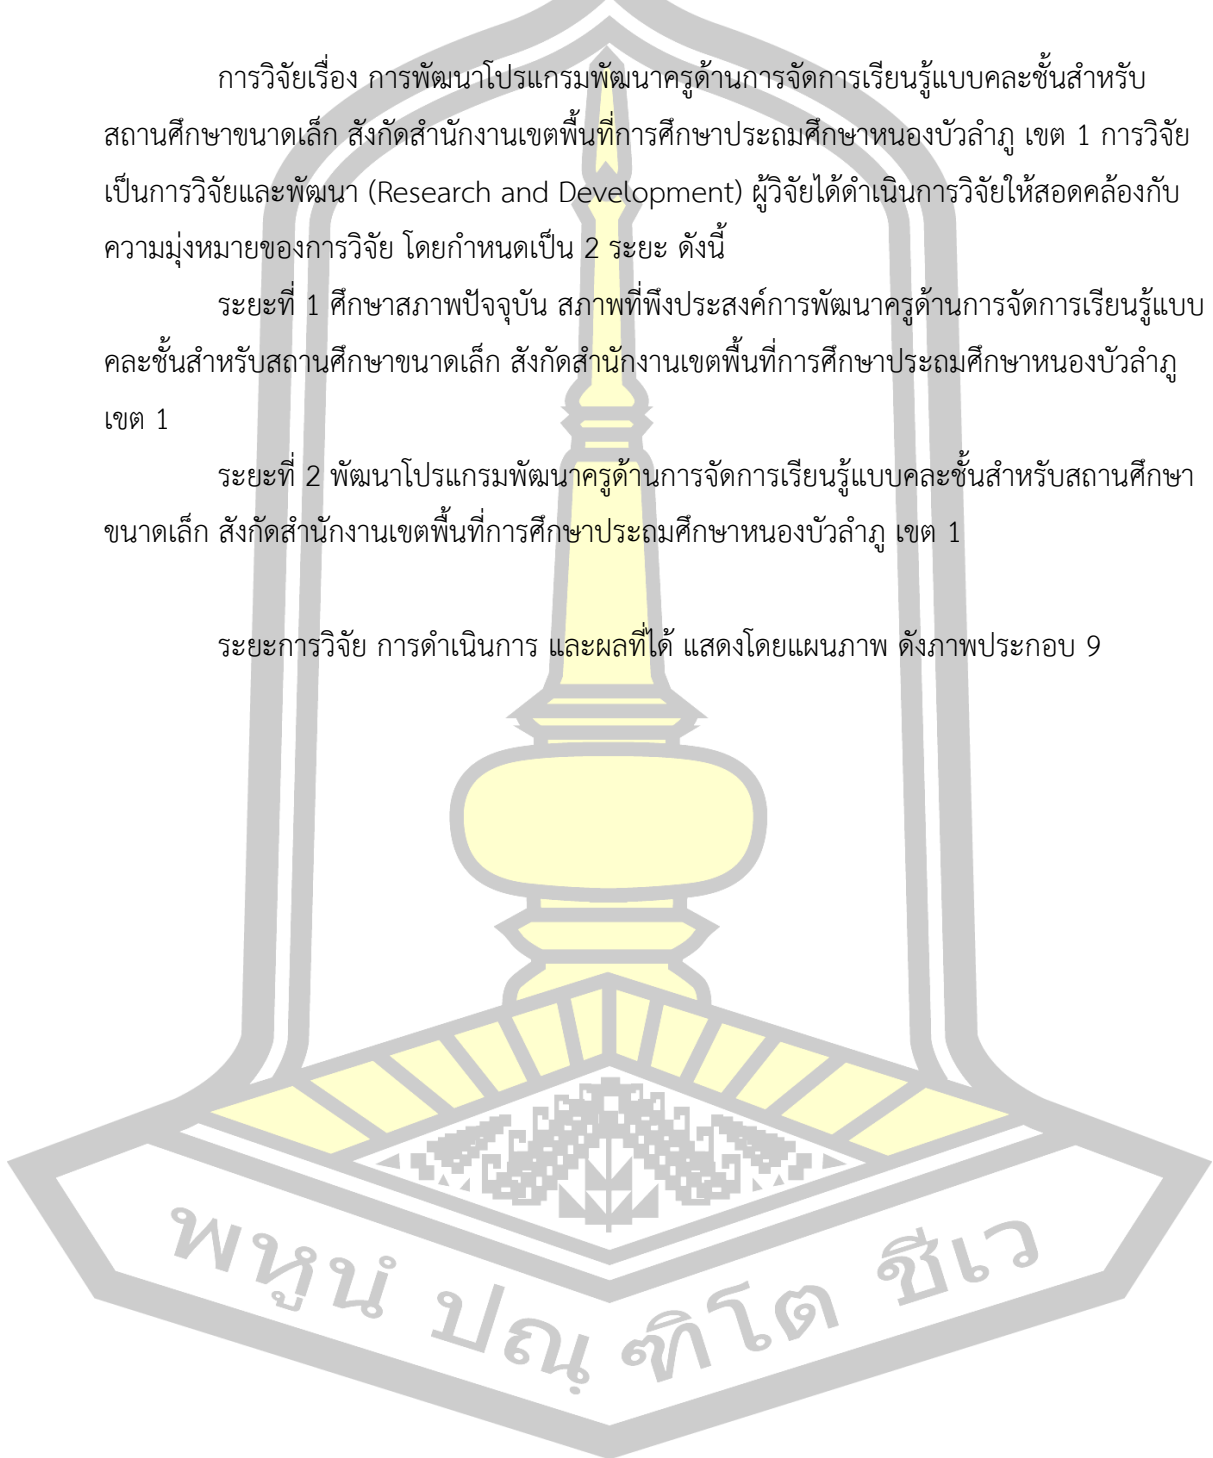 การวิจัยเรื่อง การพัฒนาโปรแกรมพัฒนาครูด้านการจัดการเรียนรู้แบบคละชั้นสำหรับ
สถานศึกษาขนาดเล็ก สังกัดสำนักงานเขตพื้นที่การศึกษาประถมศึกษาหนองบัวลำภู เขต 1 การวิจัย
เป็นการวิจัยและพัฒนา (Research and Development) ผู้วิจัยได้ดำเนินการวิจัยให้สอดคล้องกับ
ความมุ่งหมายของการวิจัย โดยกำหนดเป็น 2 ระยะ ดังนี้
ระยะที่ 1 ศึกษาสภาพปัจจุบัน สภาพที่พึงประสงค์การพัฒนาครูด้านการจัดการเรียนรู้แบบ
คละชั้นสำหรับสถานศึกษาขนาดเล็ก สังกัดสำนักงานเขตพื้นที่การศึกษาประถมศึกษาหนองบัวลำภู
เขต 1
ระยะที่ 2 พัฒนาโปรแกรมพัฒนาครูด้านการจัดการเรียนรู้แบบคละชั้นสำหรับสถานศึกษา
ขนาดเล็ก สังกัดสำนักงานเขตพื้นที่การศึกษาประถมศึกษาหนองบัวลำภู เขต 1
ระยะการวิจัย การดำเนินการ และผลที่ได้ แสดงโดยแผนภาพ ดังภาพประกอบ 9
พหูนํ ปณฺฑิโต ชีเว